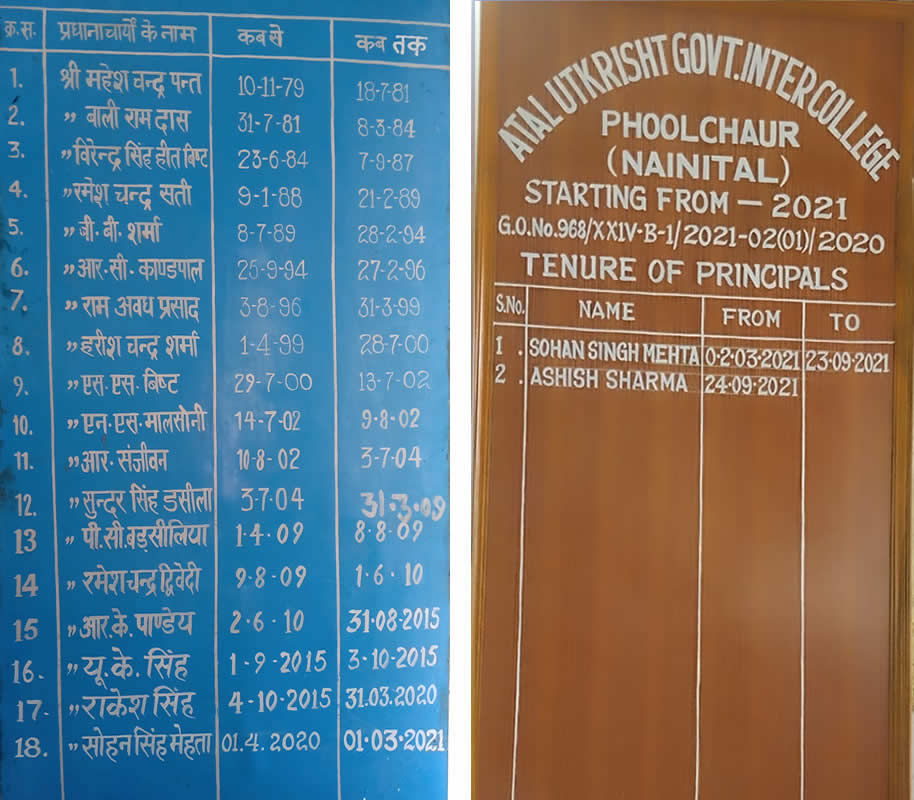 क्र.स. प्रधानाचार्यो के नाम कब से कब तक
1. श्री महेश चन्द्र पन्त 10-11-79 18-7-81
2. ” बाली राम दास 31-7-81 8-3-84
3. ” विरेन्द्र सिंह हीत बिष्ट 23-6-84 7-9-87
4. ” रमेश चन्द्र सती 9-1-88 21-2-89
5. ” बी. बी. शर्मा 8-7-89 28-2-94
6. ” आर. सी. काण्डपाल 25-9-94 27-2-96
7. ” राम अवध प्रसाद 3-8-96 31-3-99
8. ” हरीश चन्द्र शर्मा 1-4-99 28-7-00
9. ” एस. एस. बिष्ट 29-7-00 13-7-02
10. ” एन. एस. मालसोनी 14-7-02 9-8-02
11. ” आर. संजीवन 10-8-02 3-7-04
12 ” सुन्दर सिंह डसीला 3-7-04 31.3.09
13 ” पी.सी.बड़सीलिया 1.4.09 8.8.09
14 ” रमेश चन्द्र द्विवेदी 9.8.09 1.6.10
15 ” आर.के. पाण्डेय 2.6.10 31.08.2015
16. ” यू. के. सिंह 1-9-2015 3-10-2015
17. ” राकेश सिंह 4-10-2015 31.03.2020
18. ” सोहन सिंह मेहता 01.4.2020 01.03.2021
ATAL UTKRISHT GOVT. INTER COLLEGE
PHOOLCHAUR
(NAINITAL)
STARTING FROM — 2021
G.O.No.968/XXIV-B-1/2021-02(01)/2020
TENURE OF PRINCIPALS
S.No. NAME FROM TO
1. SOHAN SINGH MEHTA 0.2.03.2021 23.09.2021
2. ASHISH SHARMA 24.09.2021